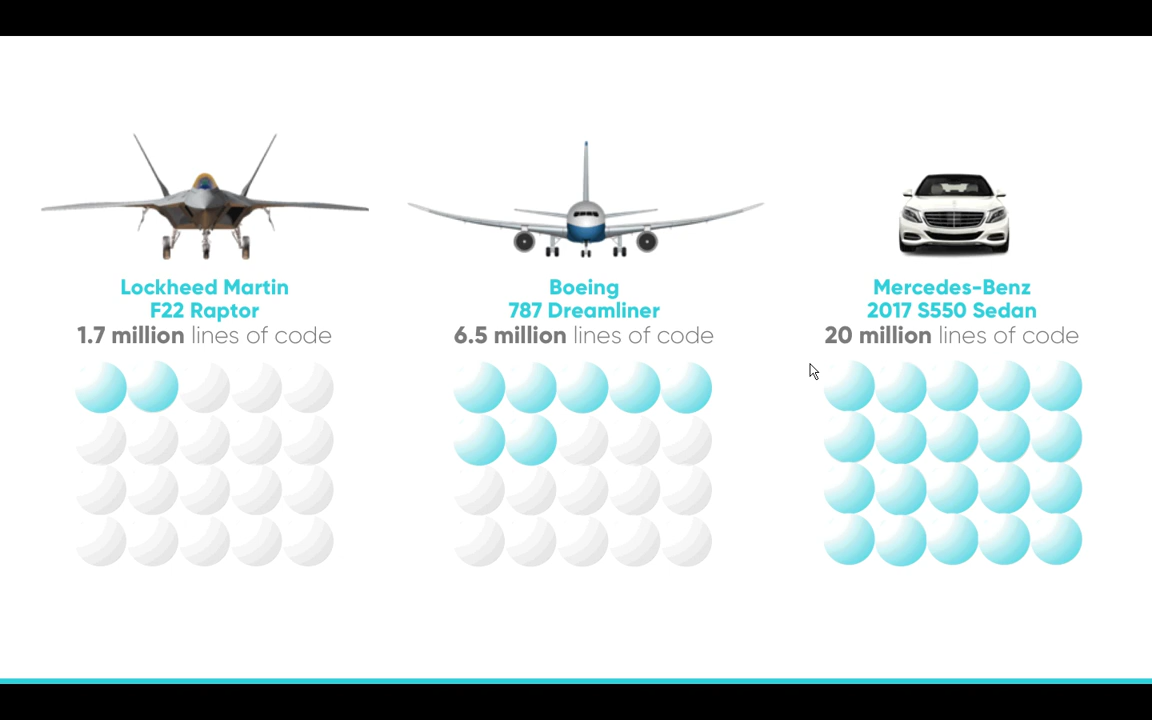 Lockheed Martin
F22 Raptor
1.7 million lines of code
Boeing
787 Dreamliner
6.5 million lines of code
Mercedes-Benz
2017 S550 Sedan
20 million lines of code